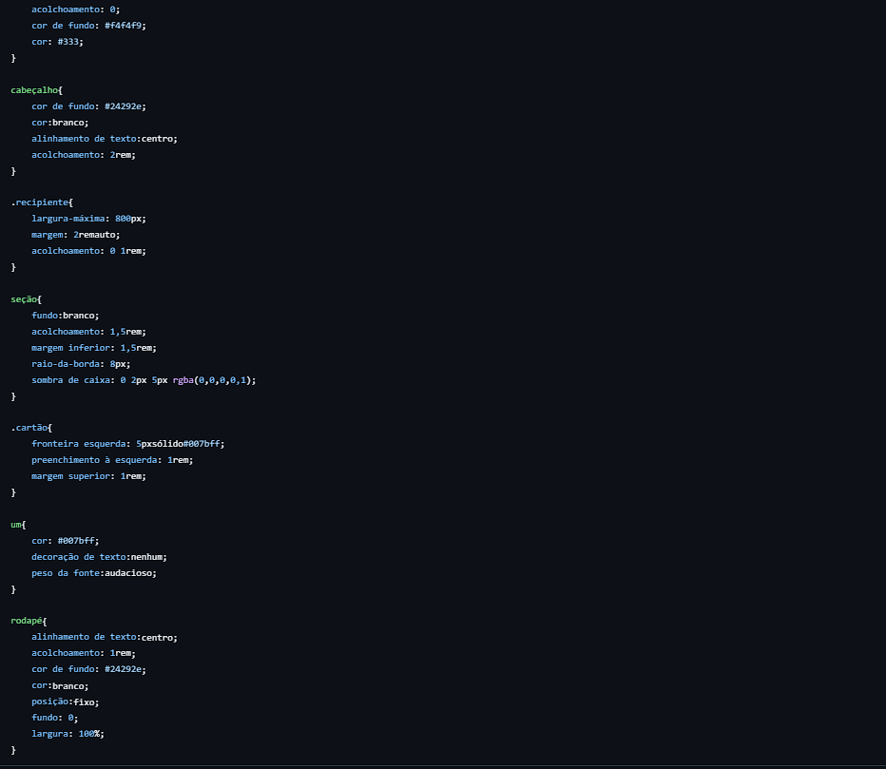 acolchoamento: 0;
cor de fundo: #f4f4f9;
cor: #333;
}
cabeçalho{
cor de fundo: #24292e;
cor:branco;
alinhamento de texto:centro;
acolchoamento: 2rem;
}
.recipiente{
largura-máxima: 800px;
margem: 2remauto;
acolchoamento: 0 1rem;
}
seção{
fundo:branco;
acolchoamento: 1,5rem;
margem inferior: 1,5rem;
raio-da-borda: 8px;
sombra de caixa: 0 2px 5px rgba(0,0,0,0,1);
}
.cartão{
fronteira esquerda: 5pxsólido#007bff;
preenchimento à esquerda: 1rem;
margem superior: 1rem;
}
um{
cor: #007bff;
decoração de texto:nenhum;
peso da fonte:audacioso;
}
rodapé{
alinhamento de texto:centro;
acolchoamento: 1rem;
cor de fundo: #24292e;
cor:branco;
posição:fixo;
fundo: 0;
largura: 100%;
}